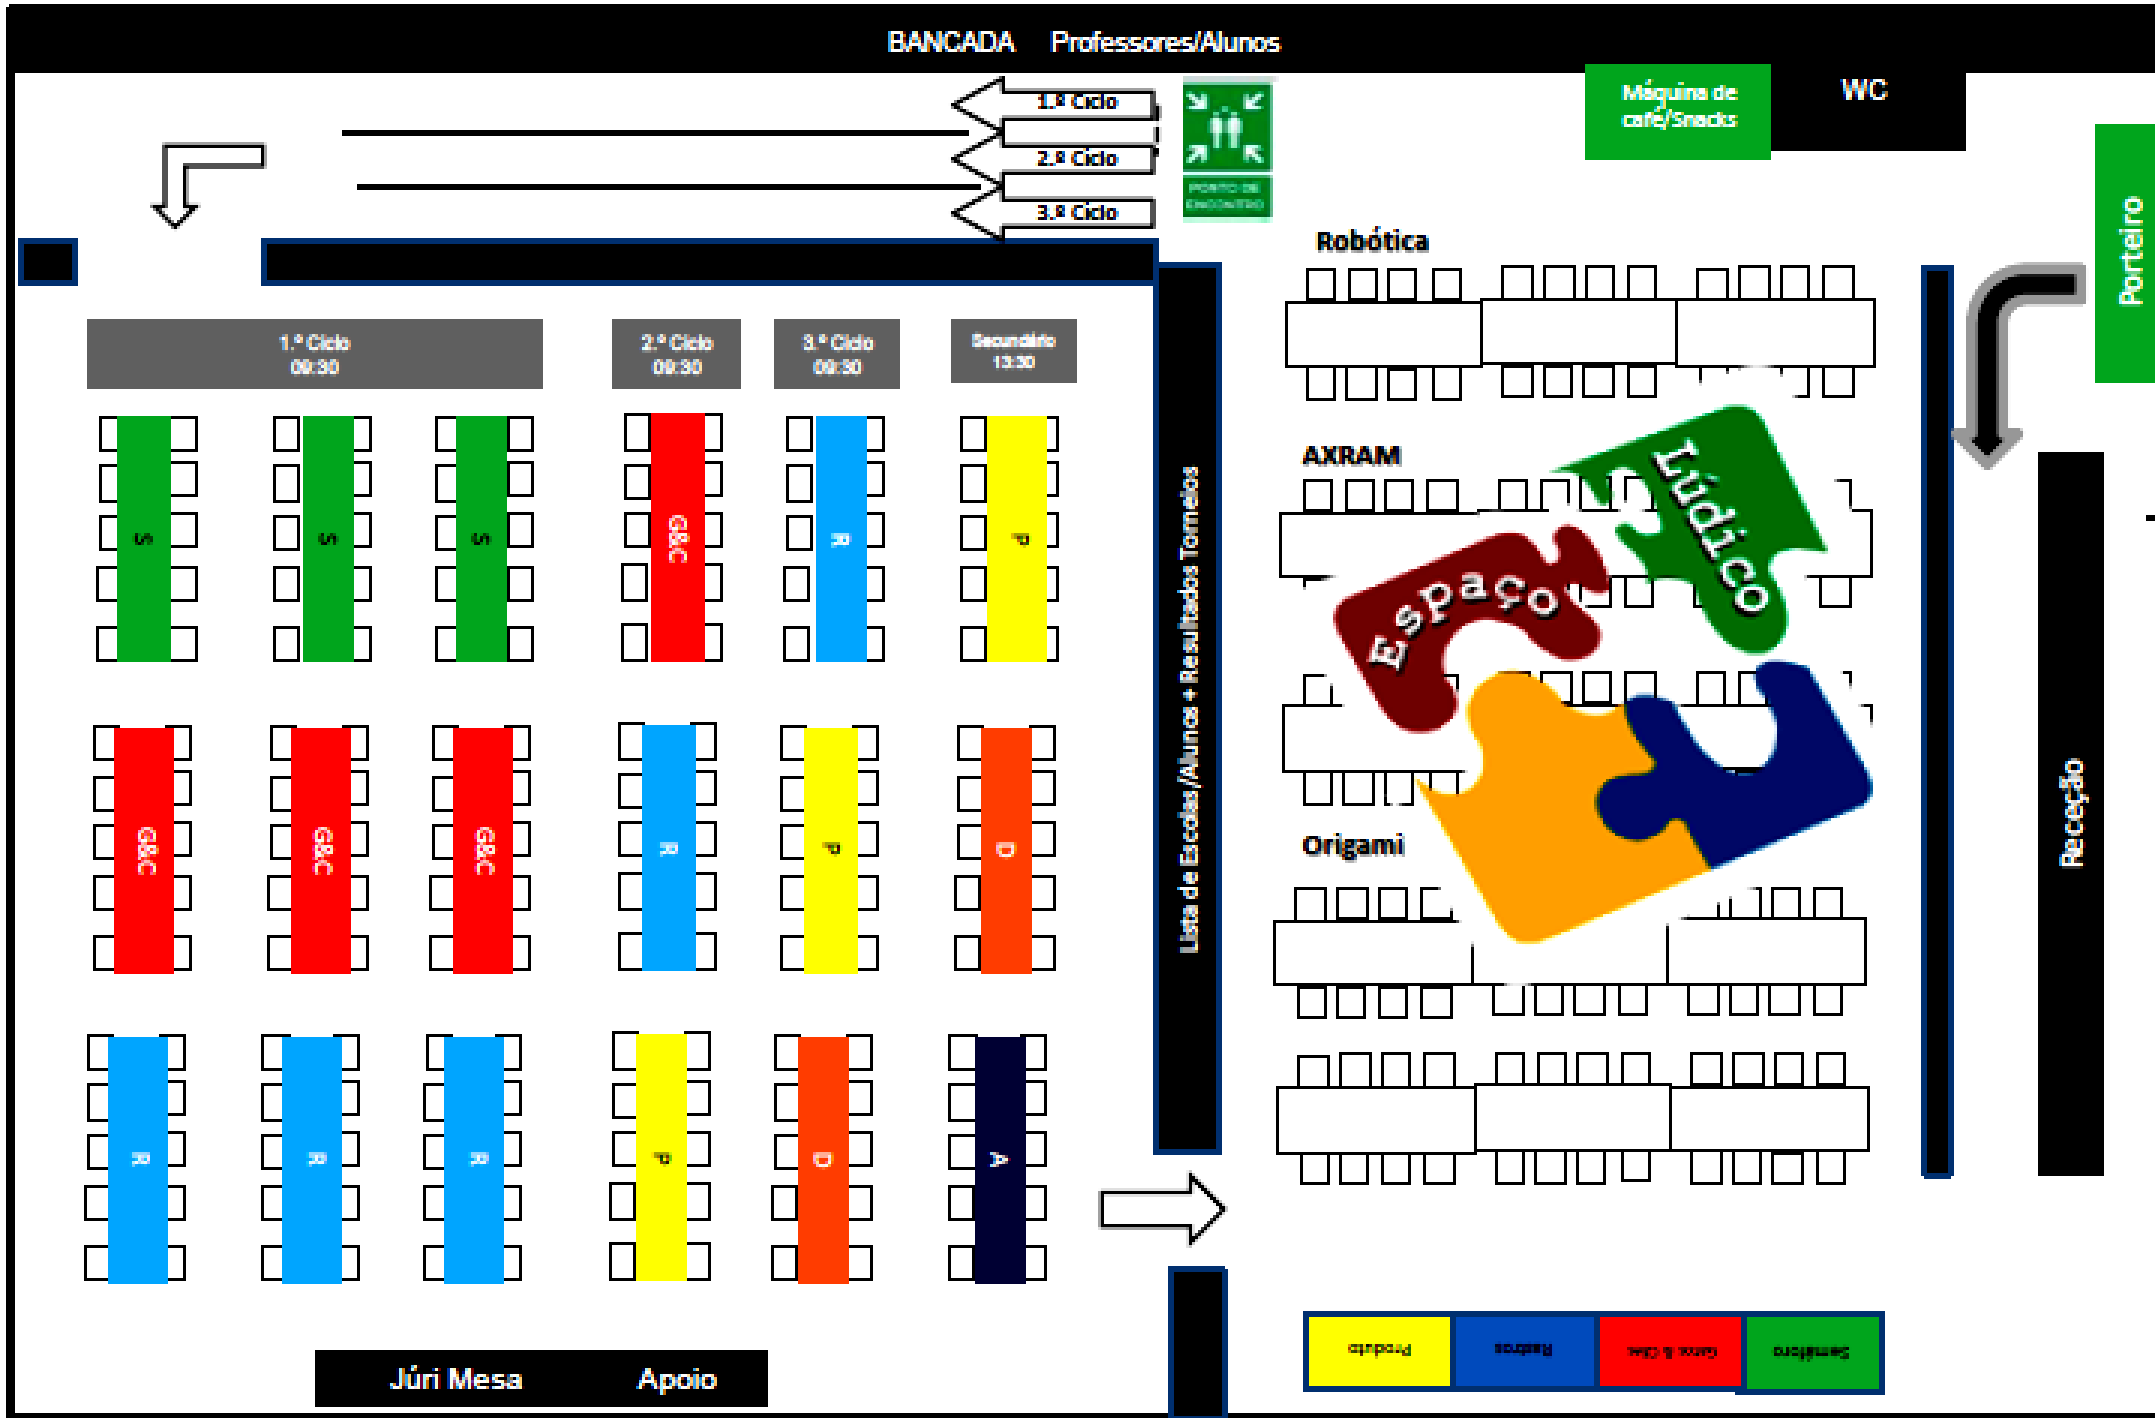 BANCADA Professores/Alunos
1.º Ciclo
2.º Ciclo
3.º Ciclo
PONTO DE
ENCONTRO
Máquina de
café/Snacks
WC
Porteiro
Receção
Robótica
AXRAM
Espaço
Lúdico
Origami
Lista de Escolas/Alunos + Resultados Torneios
1.º Ciclo
09:30
2.º Ciclo
09:30
3.º Ciclo
09:30
Secundário
13:30
S
S
S
G&C
R
P
G&C
G&C
G&C
R
P
D
R
R
R
P
D
A
Júri Mesa Apoio
Produto
Rastros
Gatos & Cães
Semáforo